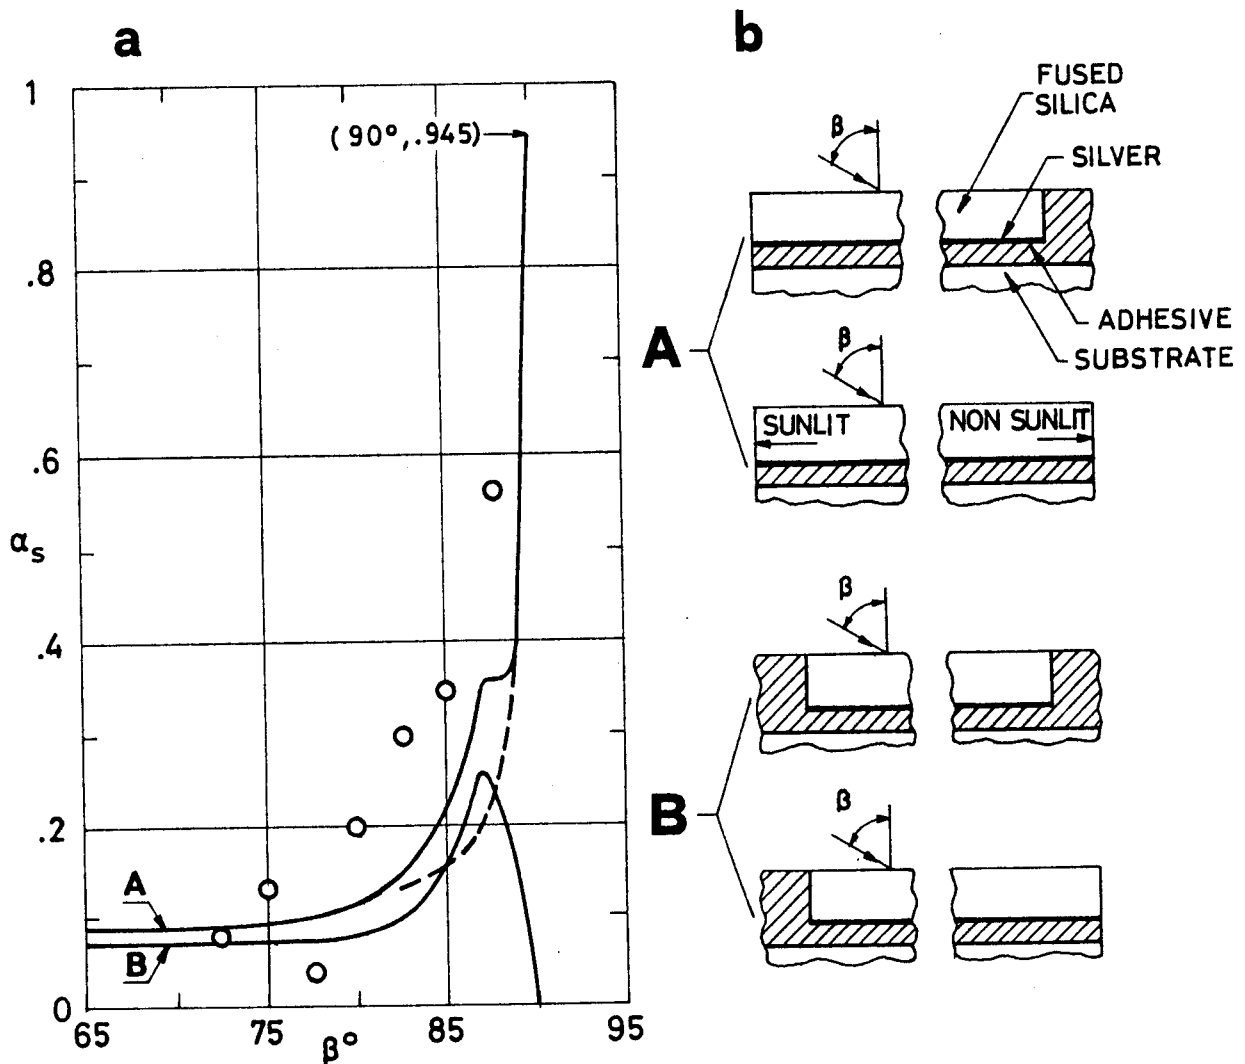 a
b
1
.8
.6
.4
.2
0
αs
(90°,.945)
A
B
65
75
85
95
β°
FUSED
SILICA
SILVER
ADHESIVE
SUBSTRATE
β
A
β
SUNLIT
NON SUNLIT
β
B
β